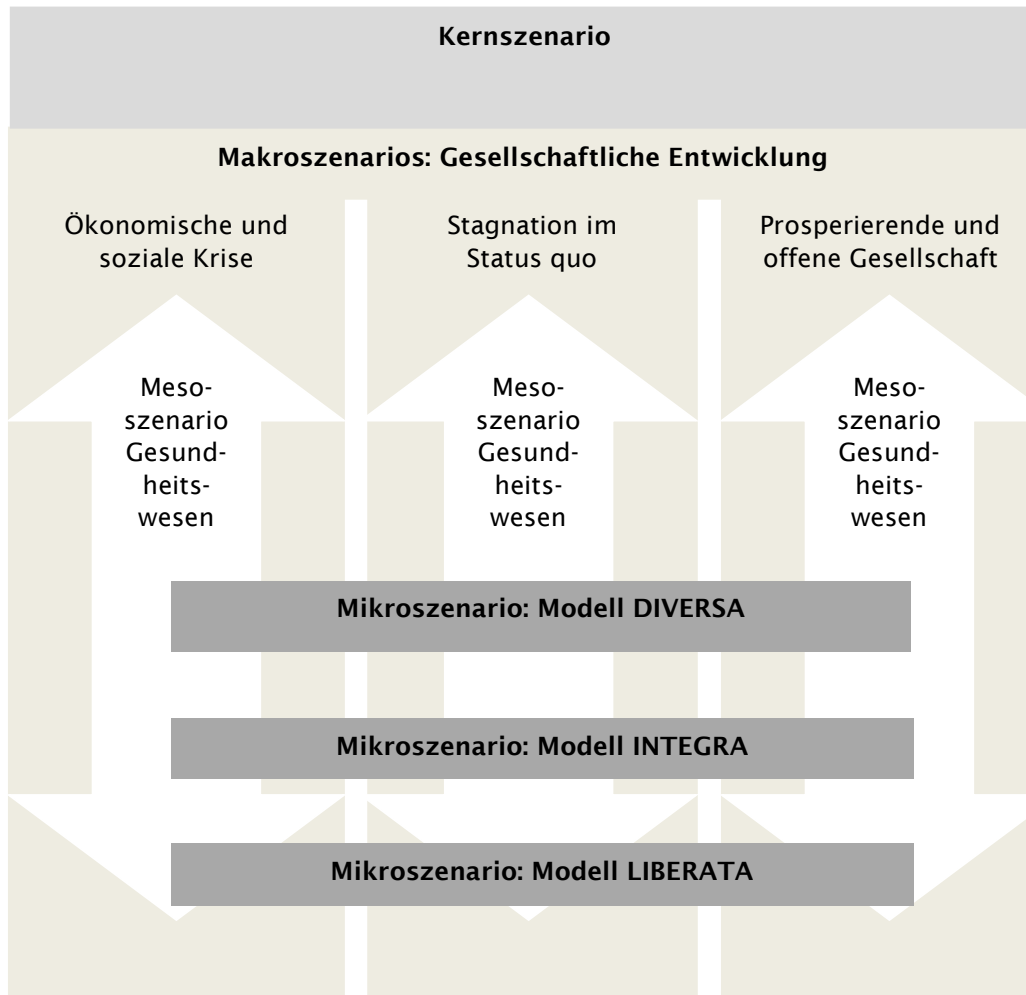 Kernszenario
Makroszenarios: Gesellschaftliche Entwicklung
Ökonomische und
soziale Krise
Stagnation im
Status quo
Prosperierende und
offene Gesellschaft
Meso-
szenario
Gesund-
heits-
wesen
Meso-
szenario
Gesund-
heits-
wesen
Meso-
szenario
Gesund-
heits-
wesen
Mikroszenario: Modell DIVERSA
Mikroszenario: Modell INTEGRA
Mikroszenario: Modell LIBERATA